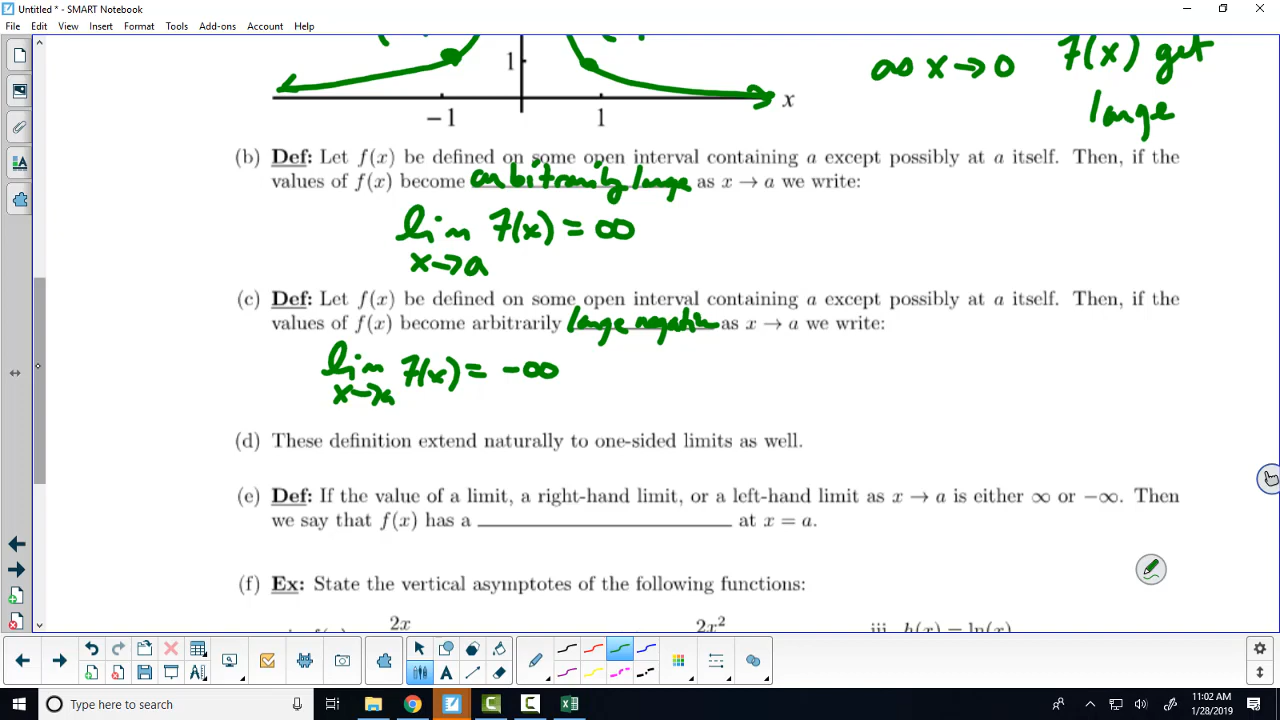 Untitled * - SMART Notebook
File Edit View Insert Format Tools Add-ons Account Help
1
−1 1 x
as x→0 f(x) get
large
(b) Def: Let f(x) be defined on some open interval containing a except possibly at a itself. Then, if the
values of f(x) become arbitrarily large as x → a we write:
lim f(x) = ∞
x→a
(c) Def: Let f(x) be defined on some open interval containing a except possibly at a itself. Then, if the
values of f(x) become arbitrarily large negative as x → a we write:
lim f(x) = -∞
x→a
(d) These definition extend naturally to one-sided limits as well.
(e) Def: If the value of a limit, a right-hand limit, or a left-hand limit as x → a is either ∞ or −∞. Then
we say that f(x) has a ____________ at x = a.
(f) Ex: State the vertical asymptotes of the following functions:
2x 2x² iii. h(x) = ln(x)
Type here to search
11:02 AM
1/28/2019